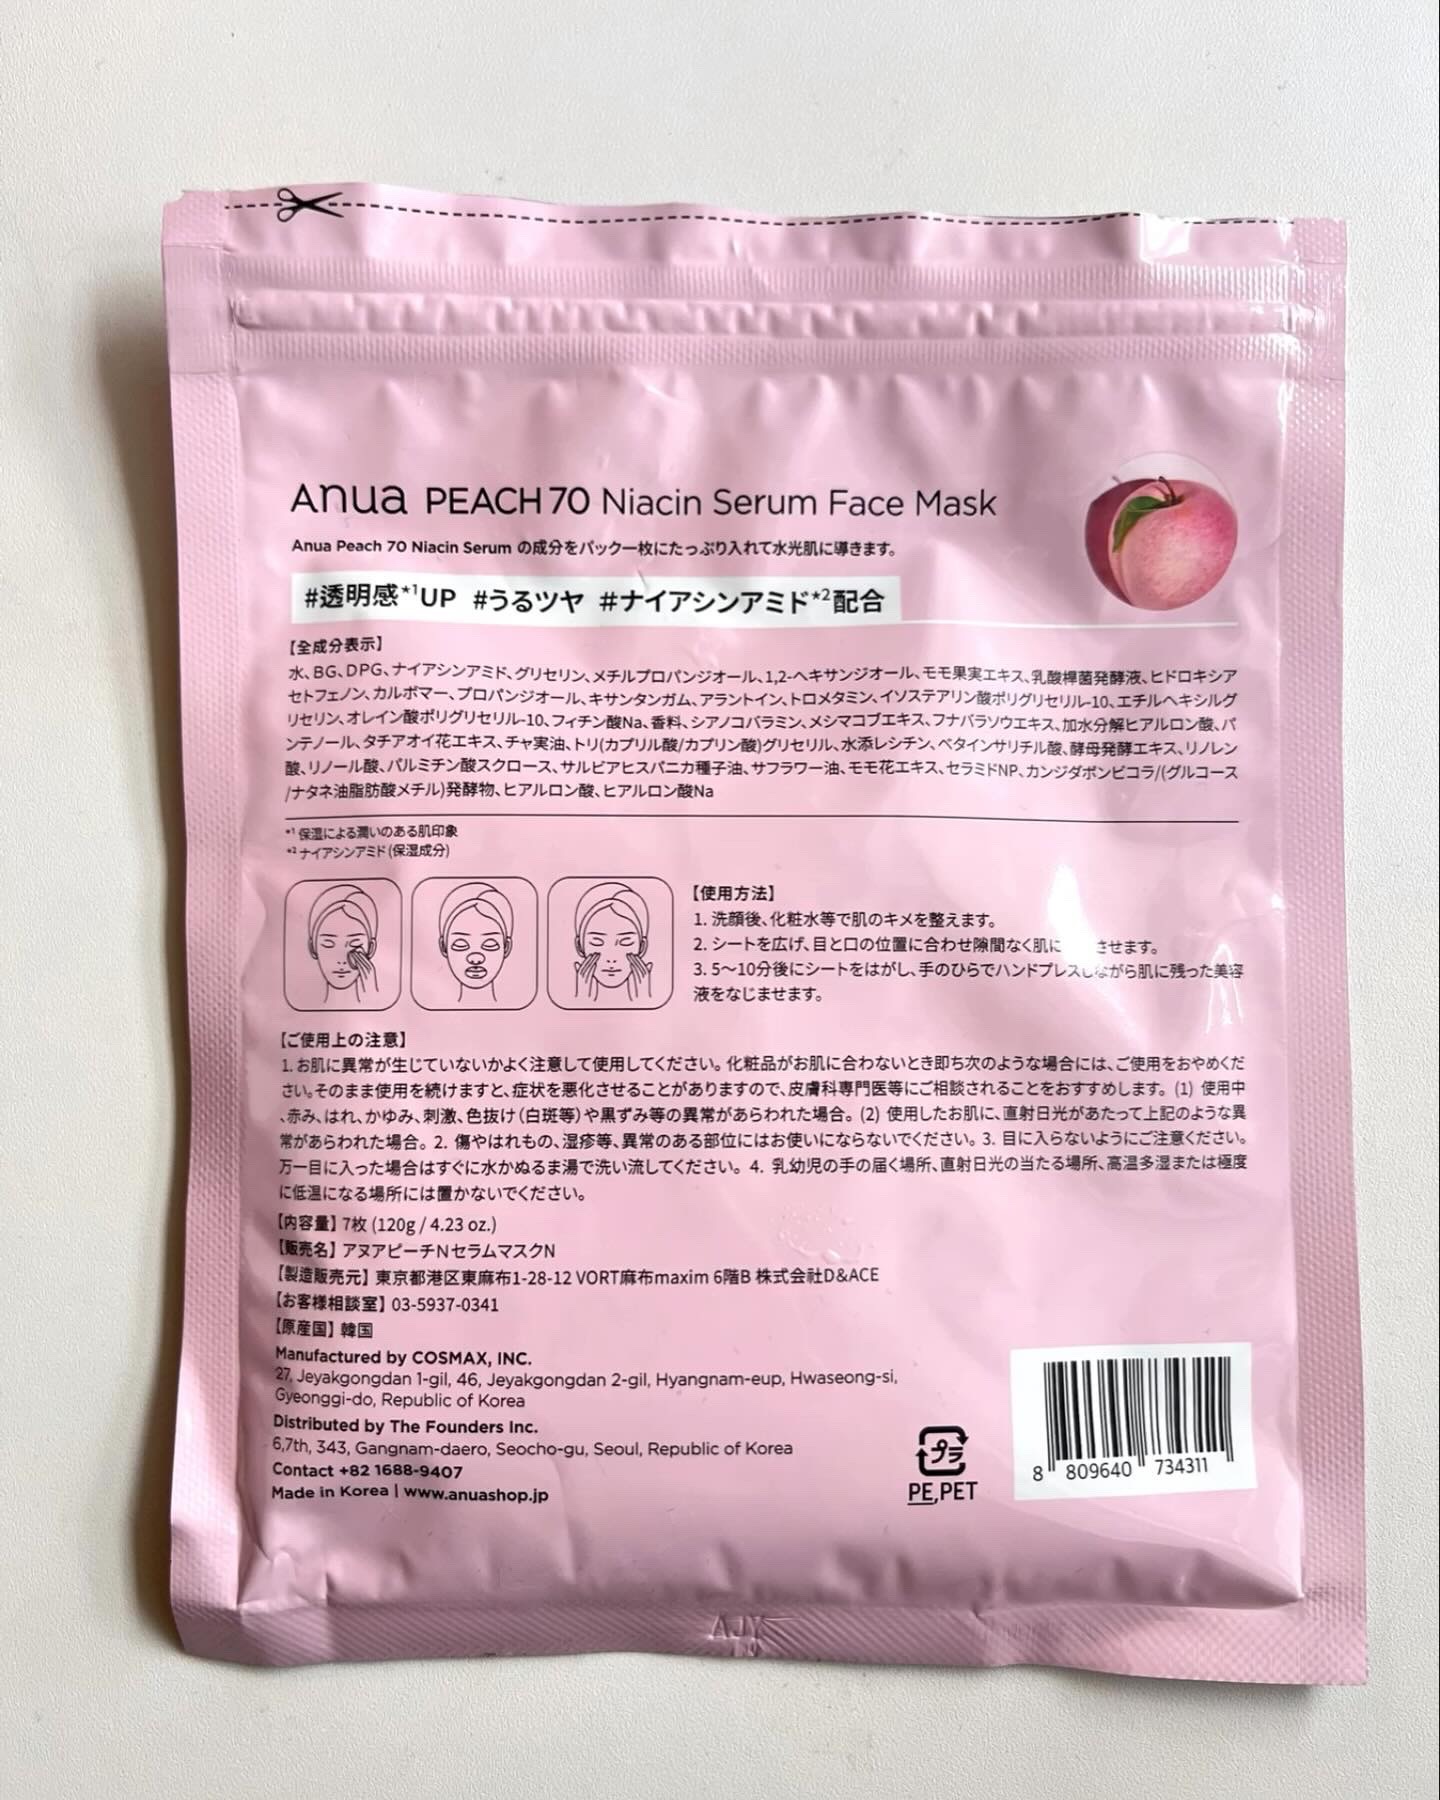 Anua PEACH 70 Niacin Serum Face Mask
Anua Peach 70 Niacin Serum の成分をパック一枚にたっぷり入れて水光肌に導きます。
#透明感*1UP #うるツヤ #ナイアシンアミド*2配合
【全成分表示】
水、BG、DPG、ナイアシンアミド、グリセリン、メチルプロパンジオール、1,2-ヘキサンジオール、モモ果実エキス、乳酸桿菌発酵液、ヒドロキシア
セトフェノン、カルボマー、プロパンジオール、キサンタンガム、アラントイン、トロメタミン、イソステアリン酸ポリグリセリル-10、エチルヘキシルグ
リセリン、オレイン酸ポリグリセリル-10、フィチン酸Na、香料、シアノコバラミン、メシマコブエキス、フナバラソウエキス、加水分解ヒアルロン酸、パ
ンテノール、タチアオイ花エキス、チャ実油、トリ(カプリル酸/カプリン酸)グリセリル、水添レシチン、ベタインサリチル酸、酵母発酵エキス、リノレン
酸、リノール酸、パルミチン酸スクロース、サルビアヒスパニカ種子油、サフラワー油、モモ花エキス、セラミドNP、カンジダボンビコラ/(グルコース
/ナタネ油脂肪酸メチル)発酵物、ヒアルロン酸、ヒアルロン酸Na
*1 保湿による潤いのある肌印象
*2 ナイアシンアミド(保湿成分)
【使用方法】
1. 洗顔後、化粧水等で肌のキメを整えます。
2. シートを広げ、目と口の位置に合わせ隙間なく肌に させます。
3. 5〜10分後にシートをはがし、手のひらでハンドプレスしながら肌に残った美容
液をなじませます。
【ご使用上の注意】
1. お肌に異常が生じていないかよく注意して使用してください。化粧品がお肌に合わないとき即ち次のような場合には、ご使用をおやめくだ
さい。そのまま使用を続けますと、症状を悪化させることがありますので、皮膚科専門医等にご相談されることをおすすめします。(1) 使用中
、赤み、はれ、かゆみ、刺激、色抜け(白斑等)や黒ずみ等の異常があらわれた場合。(2) 使用したお肌に、直射日光があたって上記のような異
常があらわれた場合。2. 傷やはれもの、湿疹等、異常のある部位にはお使いにならないでください。3. 目に入らないようにご注意ください。
万一目に入った場合はすぐに水かぬるま湯で洗い流してください。4. 乳幼児の手の届く場所、直射日光の当たる場所、高温多湿または極度
に低温になる場所には置かないでください。
【内容量】7枚 (120g / 4.23 oz.)
【販売名】アヌアピーチNセラムマスクN
【製造販売元】東京都港区東麻布1-28-12 VORT麻布maxim 6階B 株式会社D&ACE
【お客様相談室】03-5937-0341
【原産国】韓国
Manufactured by COSMAX, INC.
27, Jeyakgongdan 1-gil, 46, Jeyakgongdan 2-gil, Hyangnam-eup, Hwaseong-si,
Gyeonggi-do, Republic of Korea
Distributed by The Founders Inc.
6,7th, 343, Gangnam-daero, Seocho-gu, Seoul, Republic of Korea
Contact +82 1688-9407
Made in Korea | www.anuashop.jp
プラ
PE,PET
8 809640 734311